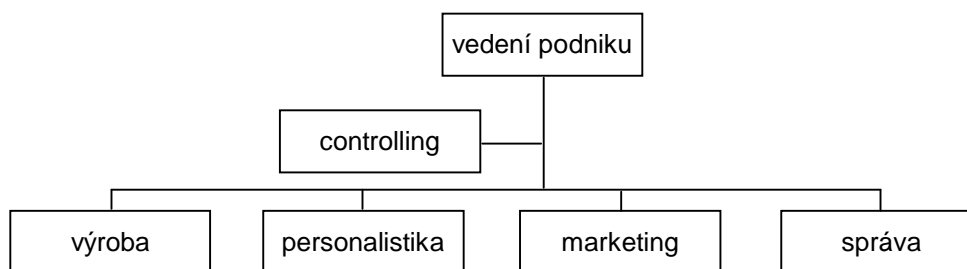 vedení podniku
controlling
výroba
personalistika
marketing
správa